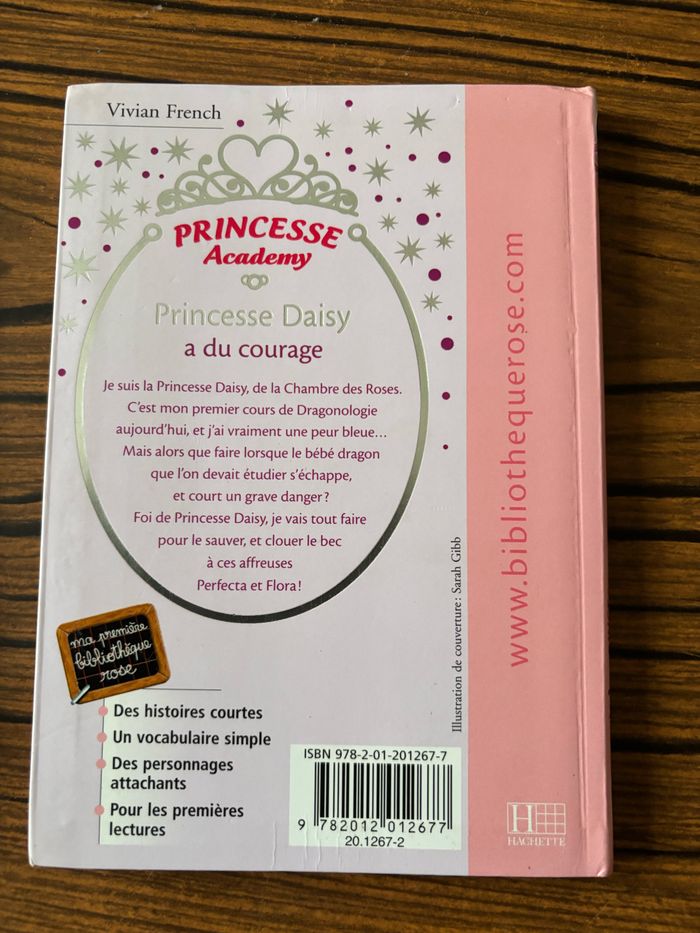 Vivian French
PRINCESSE
Academy
Princesse Daisy
a du courage
Je suis la Princesse Daisy, de la Chambre des Roses.
C'est mon premier cours de Dragonologie
aujourd'hui, et j'ai vraiment une peur bleue...
Mais alors que faire lorsque le bébé dragon
que l'on devait étudier s'échappe,
et court un grave danger ?
Foi de Princesse Daisy, je vais tout faire
pour le sauver, et clouer le bec
à ces affreuses
Perfecta et Flora !
ma première
bibliothèque
rose
Des histoires courtes
Un vocabulaire simple
Des personnages
attachants
Pour les premières
lectures
Illustration de couverture : Sarah Gibb
ISBN 978-2-01-201267-7
9 782012 012677
20.1267-2
www.bibliothequerose.com
H
HACHETTE